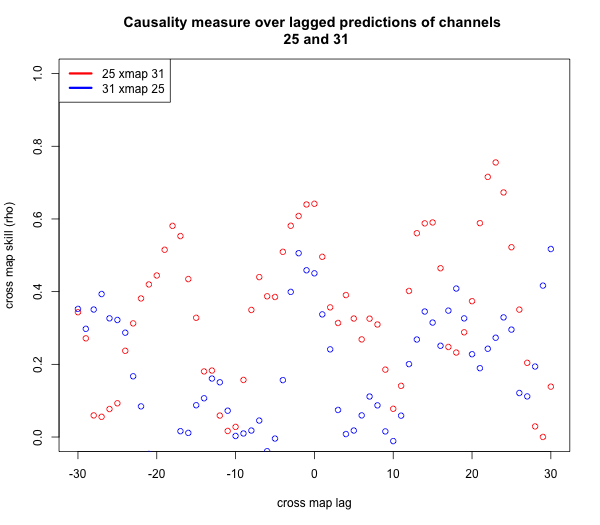 Causality measure over lagged predictions of channels
25 and 31
25 xmap 31
31 xmap 25
cross map skill (rho)
1.0
0.8
0.6
0.4
0.2
0.0
-30 -20 -10 0 10 20 30
cross map lag